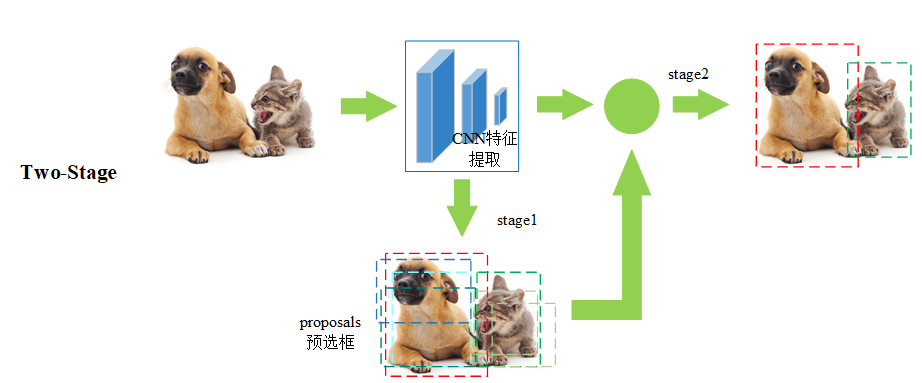 Two-Stage
CNN特征
提取
stage2
stage1
proposals
预选框